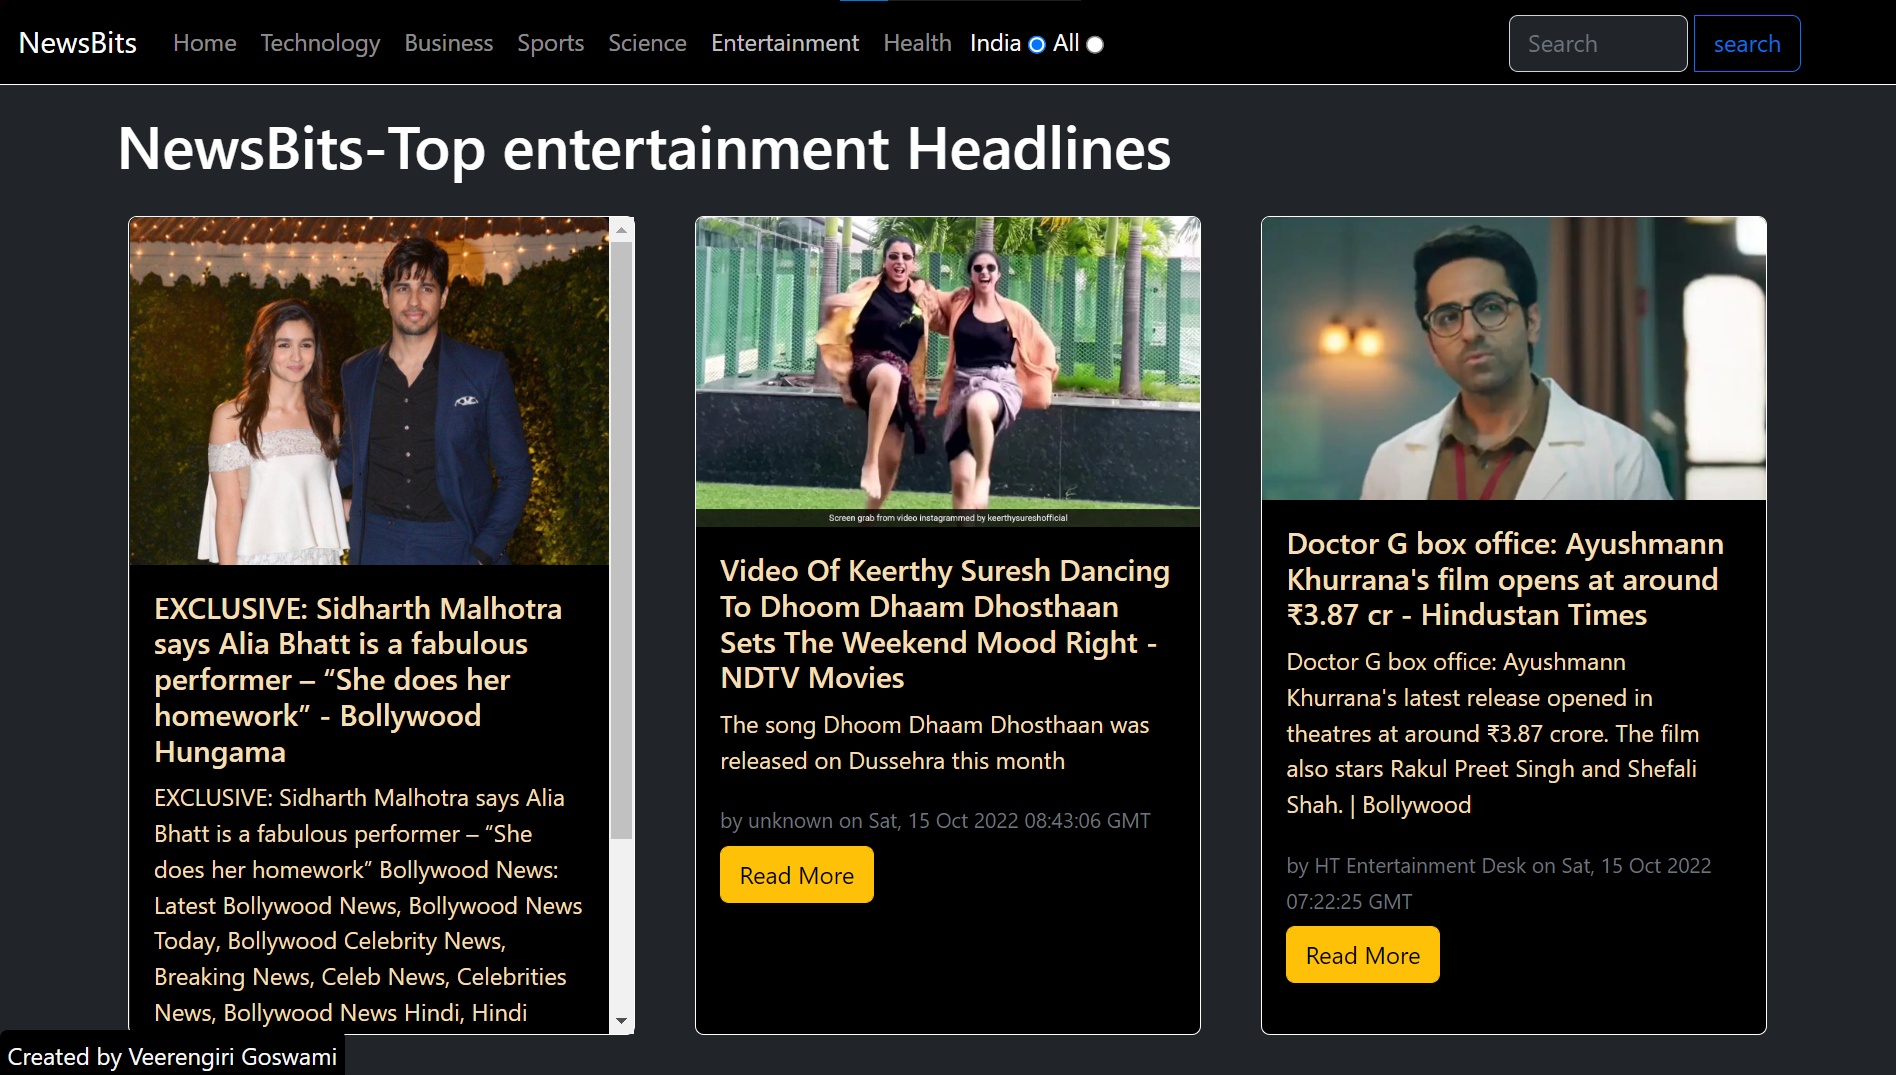 NewsBits Home Technology Business Sports Science Entertainment Health India All Search search
NewsBits-Top entertainment Headlines
EXCLUSIVE: Sidharth Malhotra
says Alia Bhatt is a fabulous
performer – “She does her
homework” - Bollywood
Hungama
EXCLUSIVE: Sidharth Malhotra says Alia
Bhatt is a fabulous performer – “She
does her homework” Bollywood News:
Latest Bollywood News, Bollywood News
Today, Bollywood Celebrity News,
Breaking News, Celeb News, Celebrities
News, Bollywood News Hindi, Hindi
Screen grab from video instagrammed by keerthysureshofficial
Video Of Keerthy Suresh Dancing
To Dhoom Dhaam Dhosthaan
Sets The Weekend Mood Right -
NDTV Movies
The song Dhoom Dhaam Dhosthaan was
released on Dussehra this month
by unknown on Sat, 15 Oct 2022 08:43:06 GMT
Read More
Doctor G box office: Ayushmann
Khurrana's film opens at around
₹3.87 cr - Hindustan Times
Doctor G box office: Ayushmann
Khurrana's latest release opened in
theatres at around ₹3.87 crore. The film
also stars Rakul Preet Singh and Shefali
Shah. | Bollywood
by HT Entertainment Desk on Sat, 15 Oct 2022
07:22:25 GMT
Read More
Created by Veerengiri Goswami